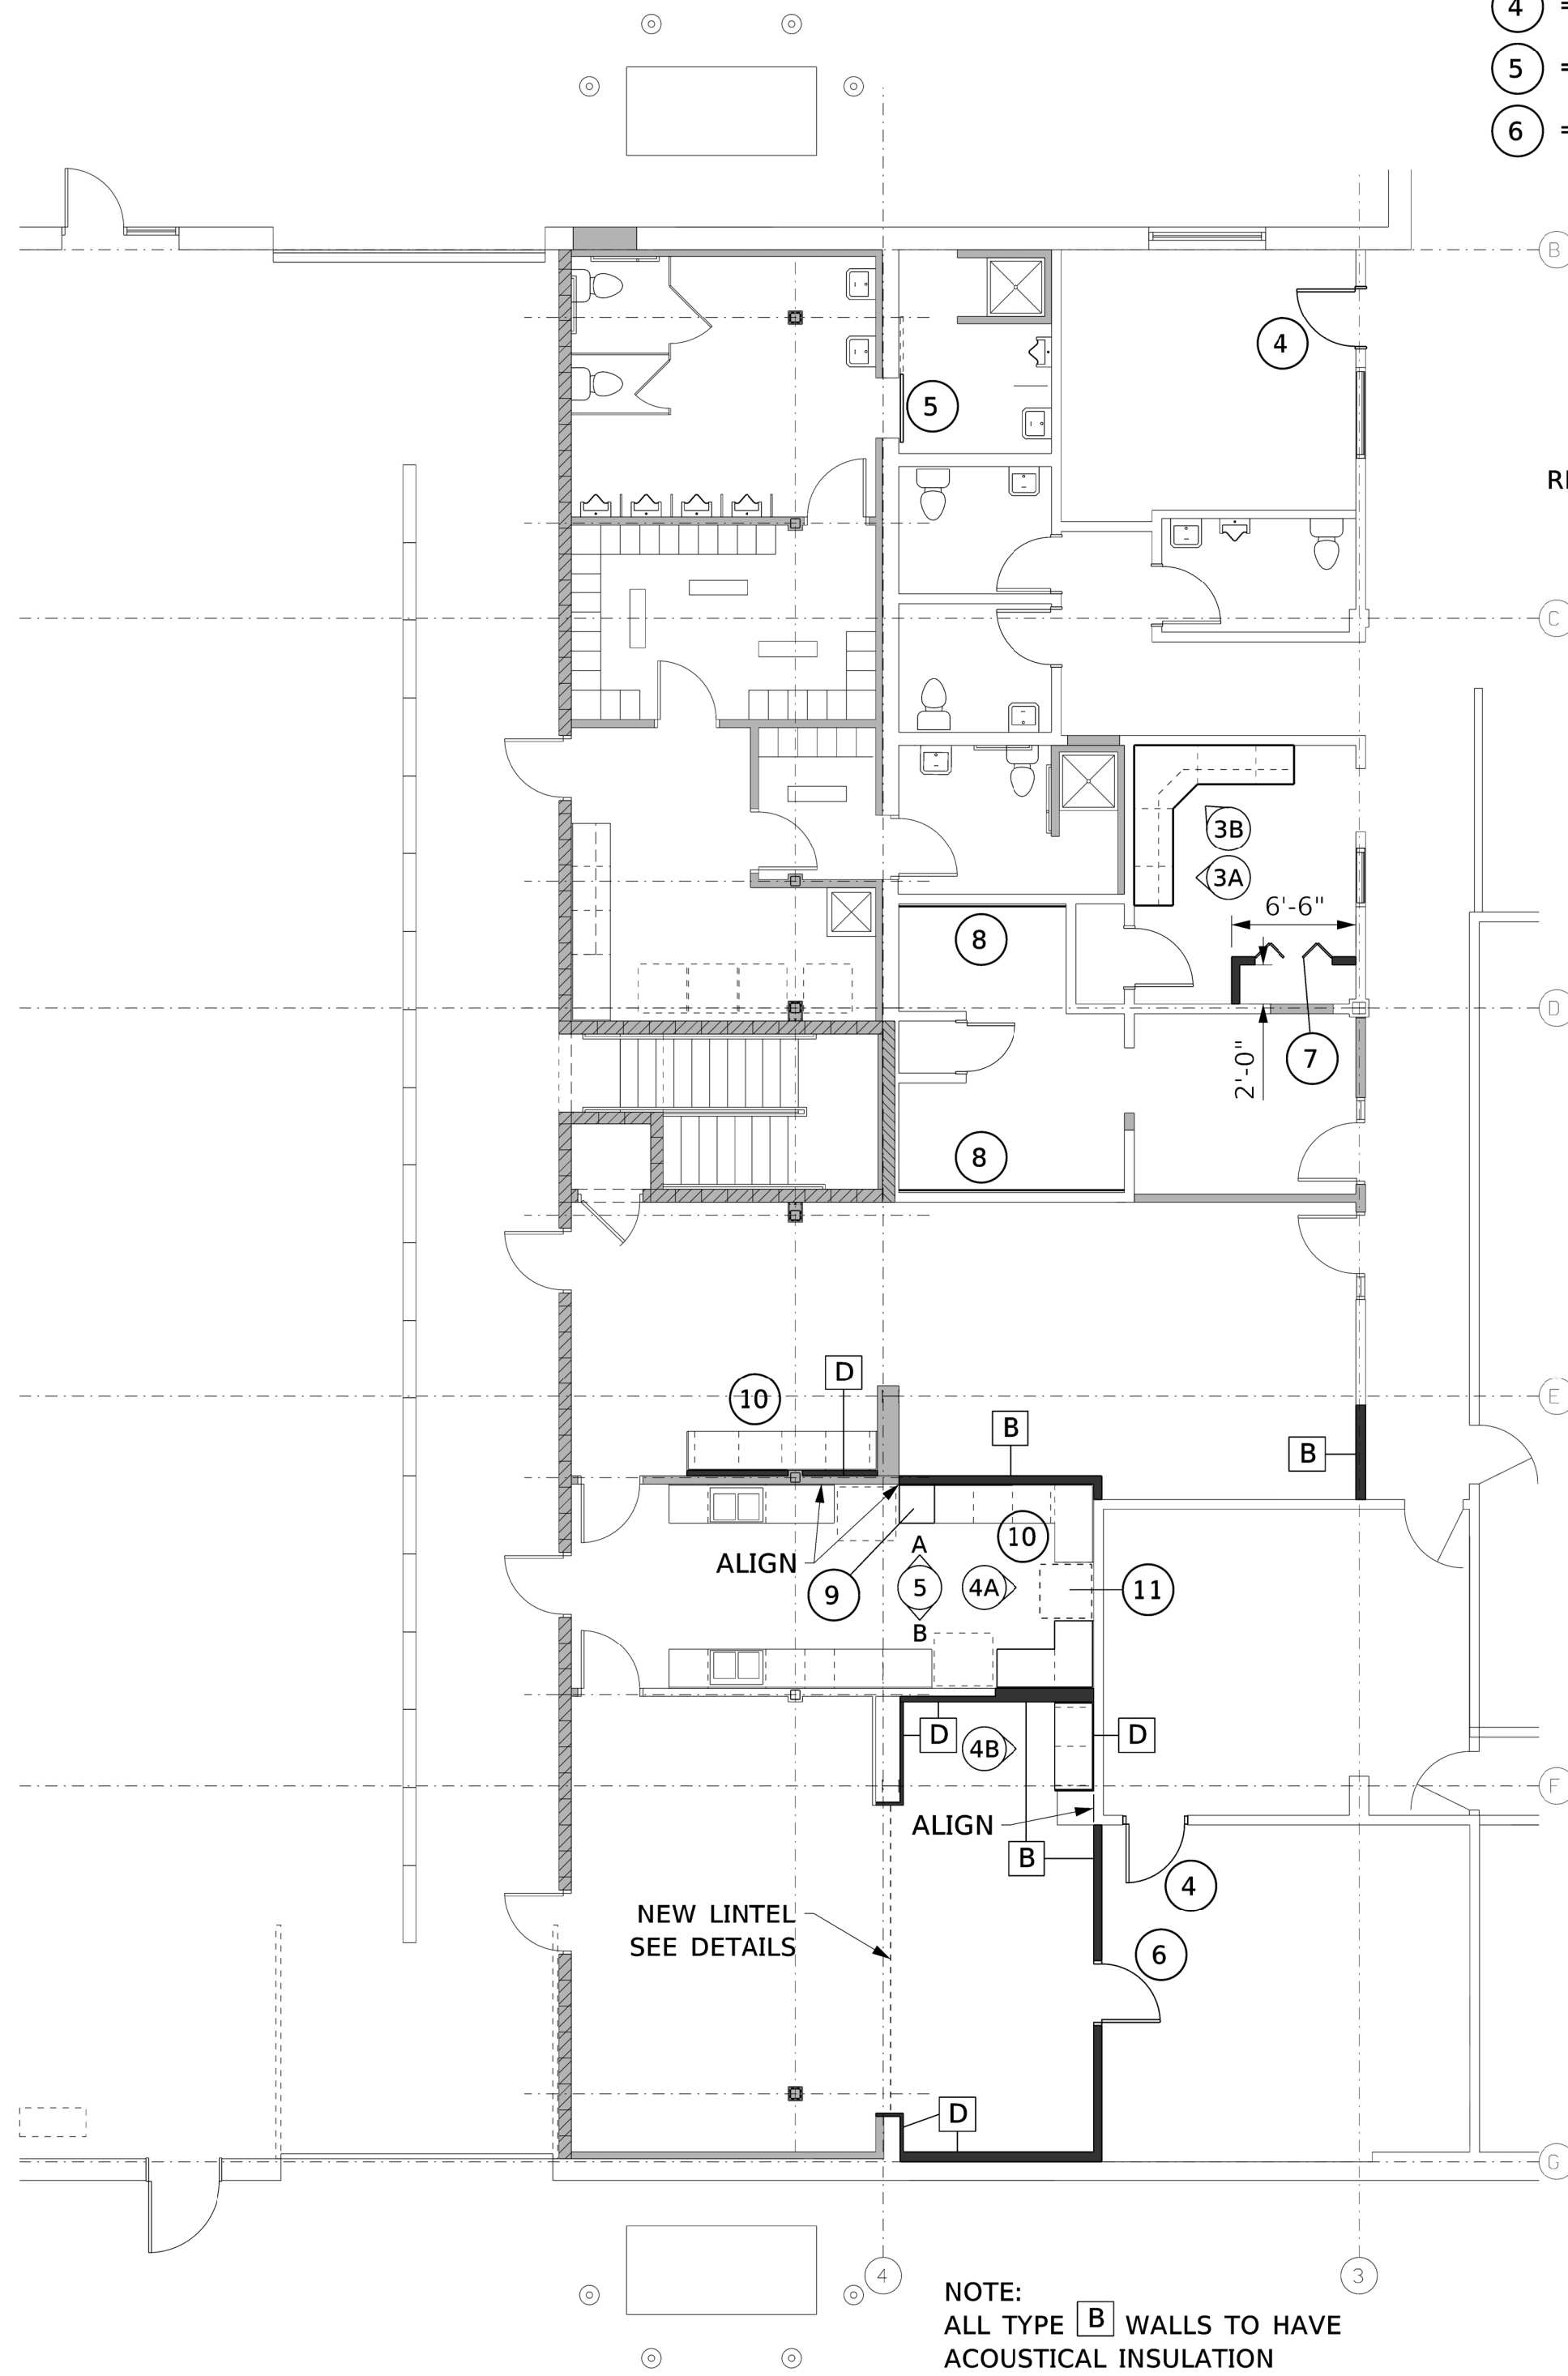 4 =
5 =
6 =
B
4
5
C
3B
3A
6'-6"
8
D
7
2'-0"
8
D
10
E
B
B
10
A
ALIGN
9
5
4A
11
B
D
4B
D
F
ALIGN
B
4
NEW LINTEL
SEE DETAILS
6
D
G
4
3
NOTE:
ALL TYPE B WALLS TO HAVE
ACOUSTICAL INSULATION